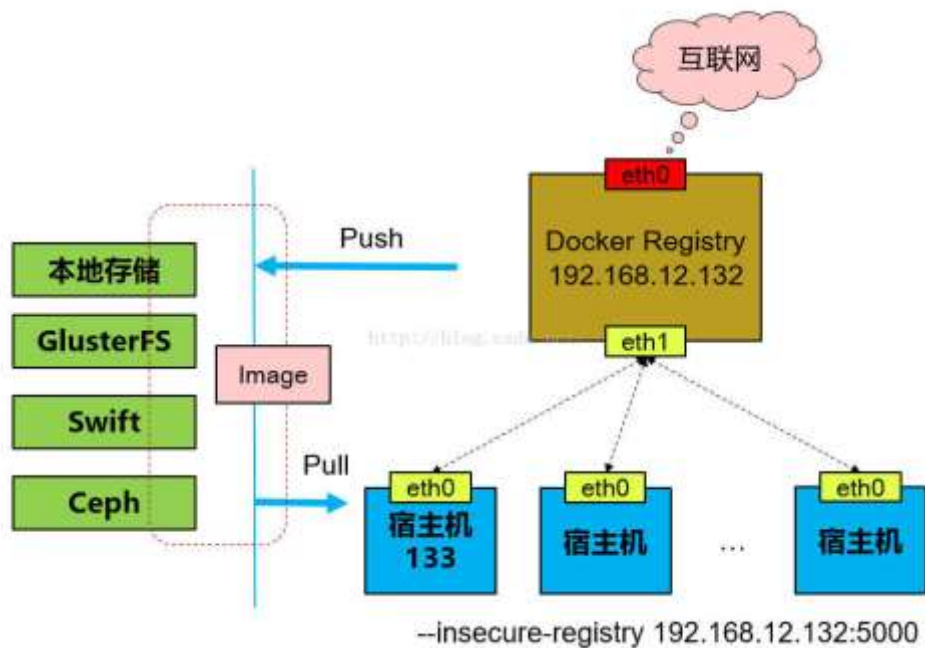 互联网
eth0
Docker Registry
192.168.12.132
eth1
Push
本地存储
GlusterFS
Swift
Ceph
Image
Pull
eth0
宿主机
133
eth0
宿主机
...
eth0
宿主机
--insecure-registry 192.168.12.132:5000